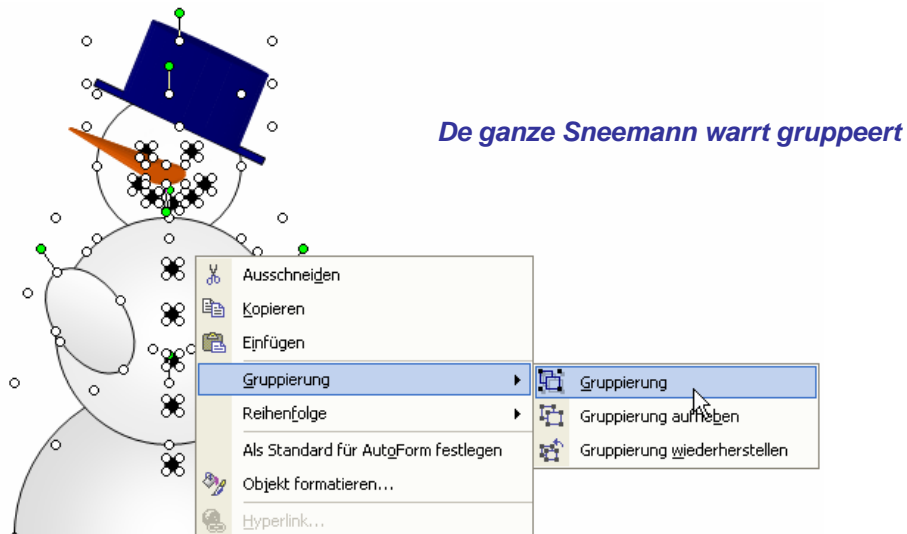 De ganze Sneemann warrt gruppeert
Ausschneiden
Kopieren
Einfügen
Gruppierung
Reihenfolge
Als Standard für AutoForm festlegen
Objekt formatieren...
Hyperlink...
Gruppierung
Gruppierung aufheben
Gruppierung wiederherstellen